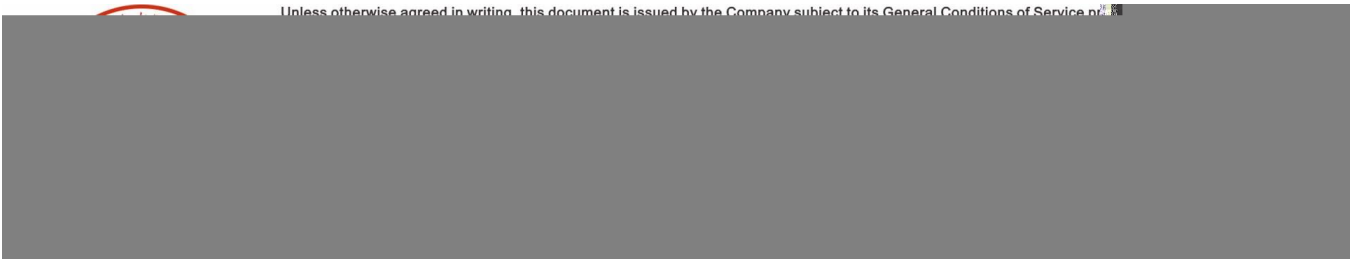 Unless otherwise agreed in writing, this document is issued by the Company subject to its General Conditions of Service